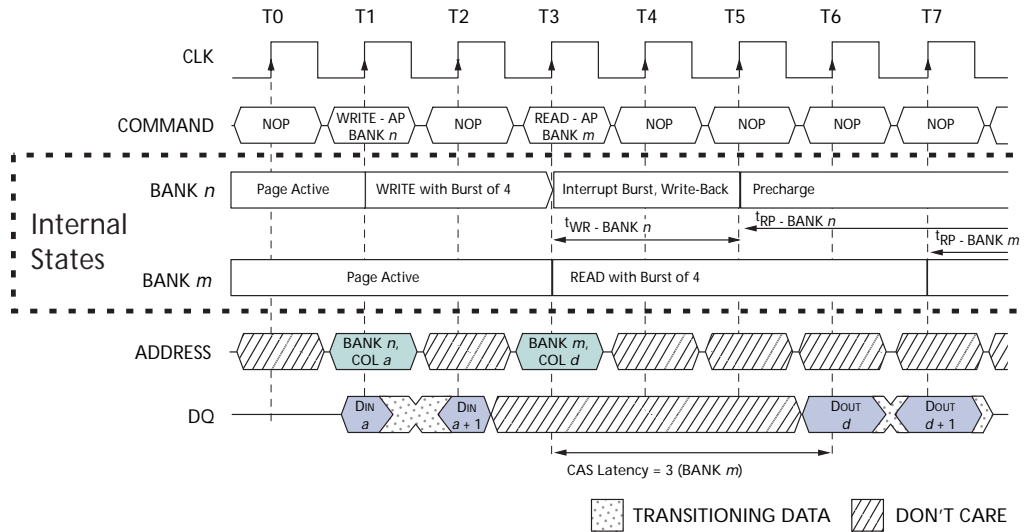 T0 T1 T2 T3 T4 T5 T6 T7
CLK
COMMAND NOP WRITE - AP BANK n NOP READ - AP BANK m NOP NOP NOP NOP
Internal States
BANK n Page Active WRITE with Burst of 4 Interrupt Burst, Write-Back Precharge
tWR - BANK n tRP - BANK n
tRP - BANK m
BANK m Page Active READ with Burst of 4
ADDRESS BANK n, COL a BANK m, COL d
DQ DIN a DIN a + 1 DOUT d DOUT d + 1
CAS Latency = 3 (BANK m)
TRANSITIONING DATA DON'T CARE